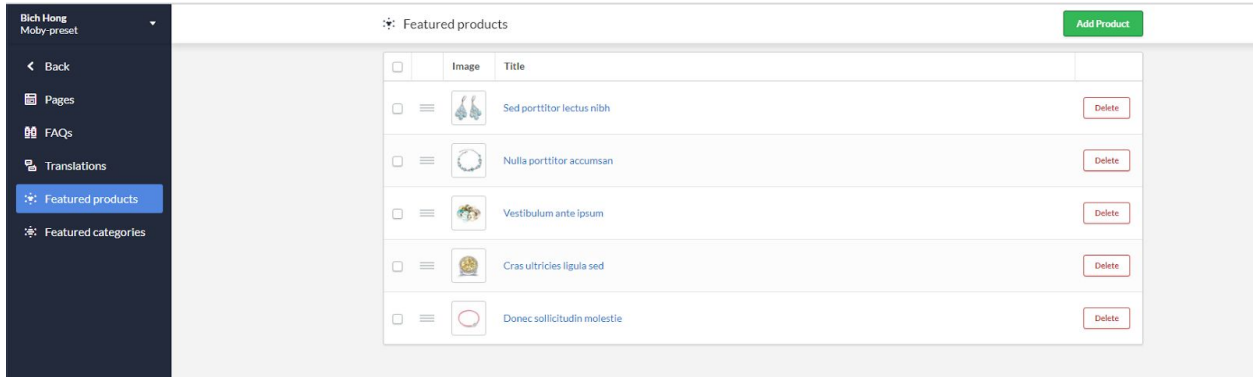 Bich Hong
Moby-preset
Back
Pages
FAQs
Translations
Featured products
Featured categories
Featured products
Add Product
Image Title
Sed porttitor lectus nibh Delete
Nulla porttitor accumsan Delete
Vestibulum ante ipsum Delete
Cras ultricies ligula sed Delete
Donec sollicitudin molestie Delete